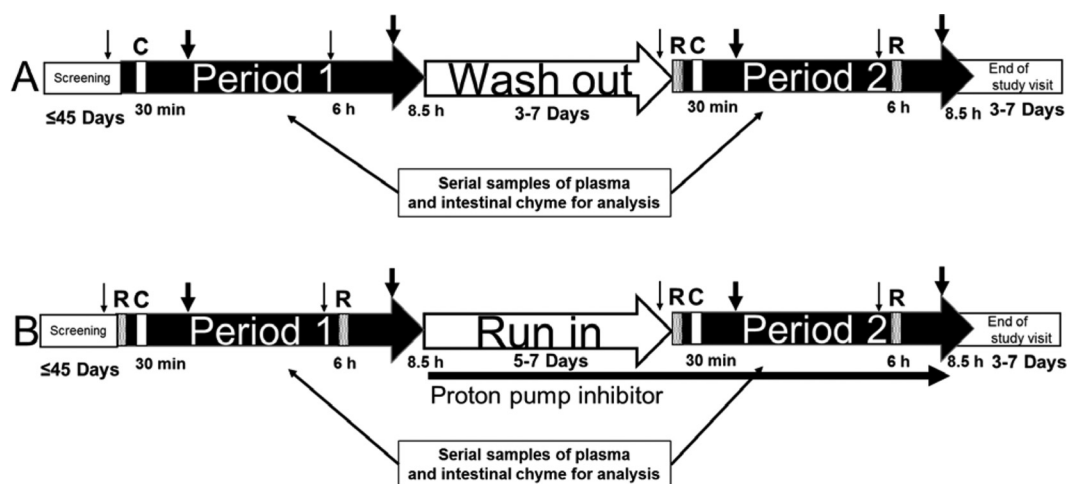 C R C R
A Screening Period 1 Wash out Period 2 End of
study visit
≤45 Days 30 min 6 h 8.5 h 3-7 Days 30 min 6 h 8.5 h 3-7 Days
Serial samples of plasma
and intestinal chyme for analysis
R C R R C R
B Screening Period 1 Run in Period 2 End of
study visit
≤45 Days 30 min 6 h 8.5 h 5-7 Days 30 min 6 h 8.5 h 3-7 Days
Proton pump inhibitor
Serial samples of plasma
and intestinal chyme for analysis